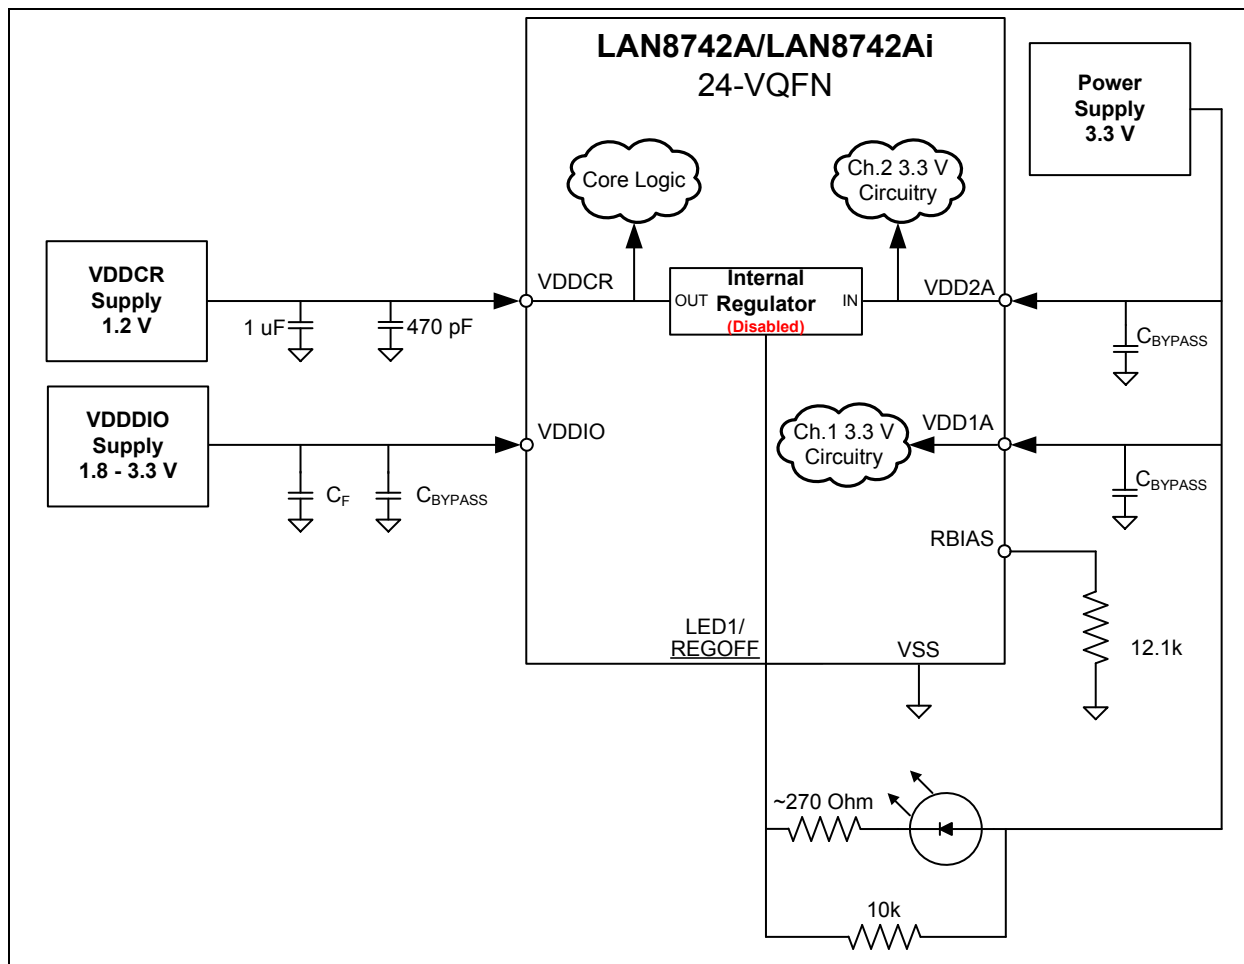 LAN8742A/LAN8742Ai
24-VQFN
Power
Supply
3.3 V
Core Logic
Ch.2 3.3 V
Circuitry
VDDCR
Supply
1.2 V
1 uF
470 pF
VDDCR
OUT
Internal
Regulator
(Disabled)
IN
VDD2A
CBYPASS
VDDDIO
Supply
1.8 - 3.3 V
CF
CBYPASS
VDDIO
Ch.1 3.3 V
Circuitry
VDD1A
CBYPASS
RBIAS
12.1k
LED1/
REGOFF
VSS
~270 Ohm
10k